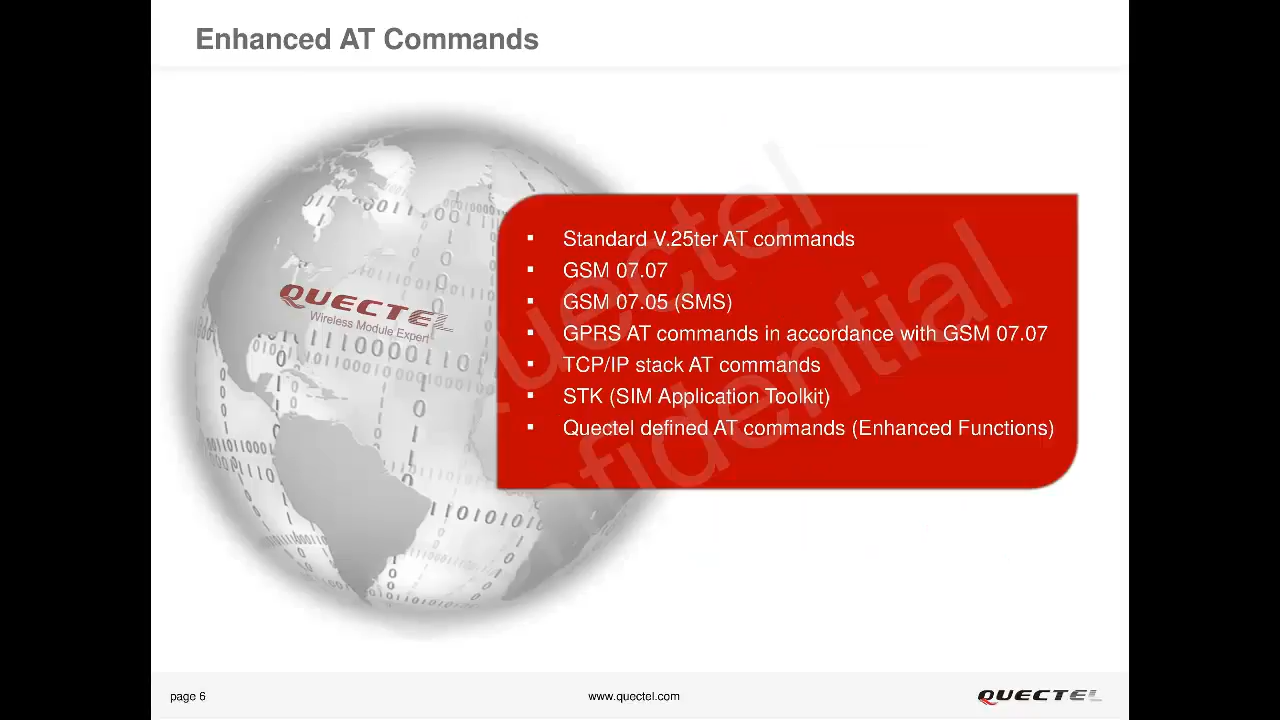 Enhanced AT Commands
QUECTEL
Wireless Module Expert
▪ Standard V.25ter AT commands
▪ GSM 07.07
▪ GSM 07.05 (SMS)
▪ GPRS AT commands in accordance with GSM 07.07
▪ TCP/IP stack AT commands
▪ STK (SIM Application Toolkit)
▪ Quectel defined AT commands (Enhanced Functions)
Quectel
page 6
www.quectel.com
QUECTEL